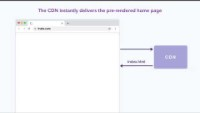 The CDN instantly delivers the pre-rendered home page
CDN